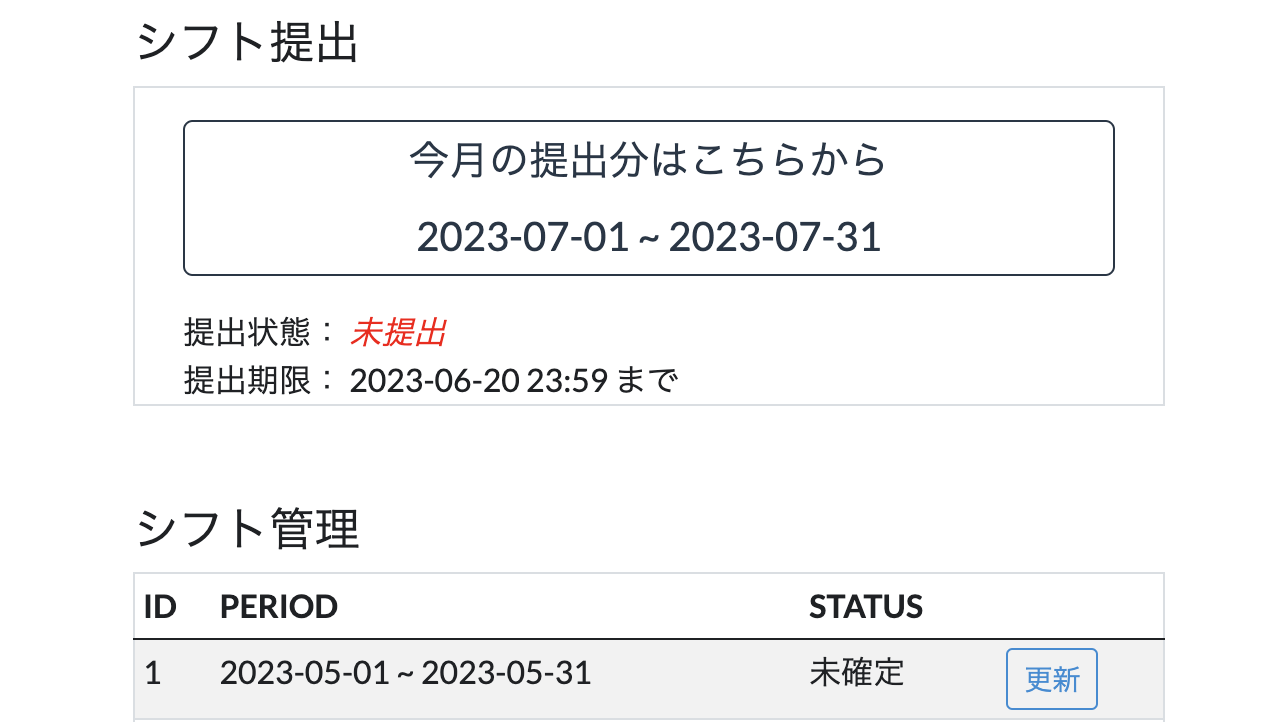 シフト提出
今月の提出分はこちらから
2023-07-01 ~ 2023-07-31
提出状態： 未提出
提出期限： 2023-06-20 23:59 まで
シフト管理
ID PERIOD STATUS
1 2023-05-01 ~ 2023-05-31 未確定 更新